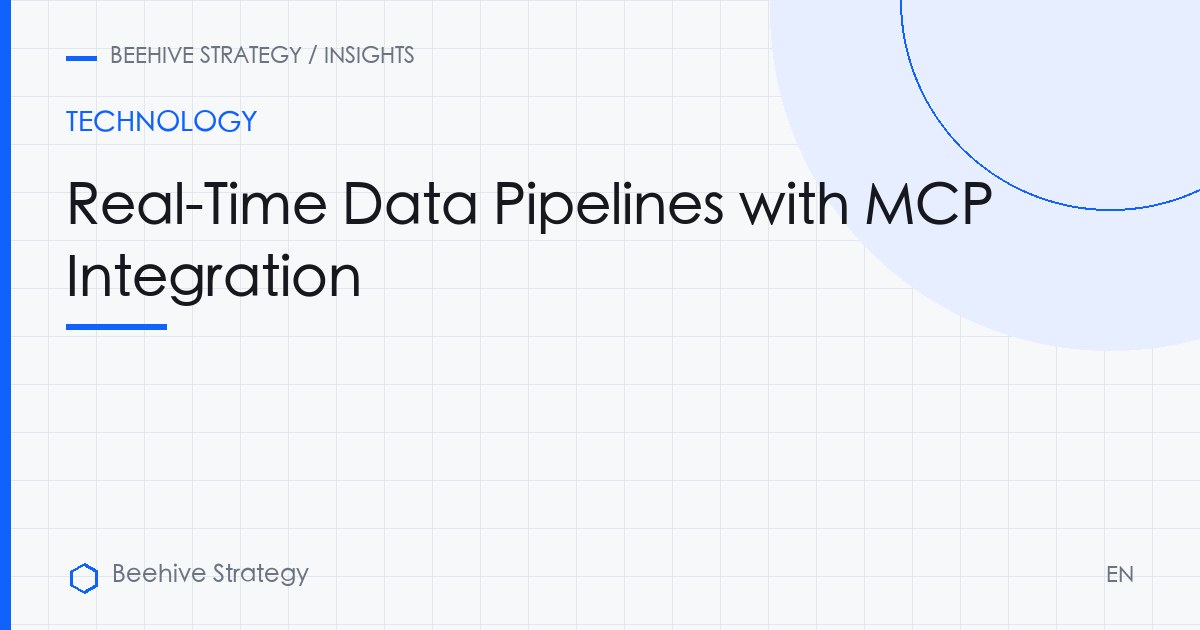 BEEHIVE STRATEGY / INSIGHTS
TECHNOLOGY
Real-Time Data Pipelines with MCP
Integration
Beehive Strategy
EN